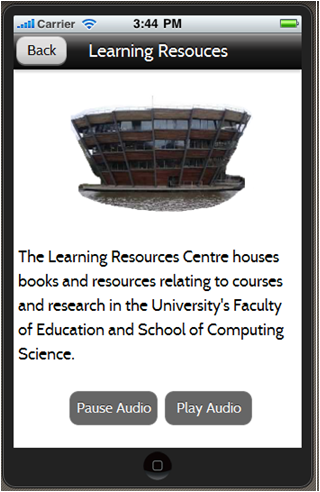 Carrier 3:44 PM
Back Learning Resouces
The Learning Resources Centre houses
books and resources relating to courses
and research in the University's Faculty
of Education and School of Computing
Science.
Pause Audio Play Audio